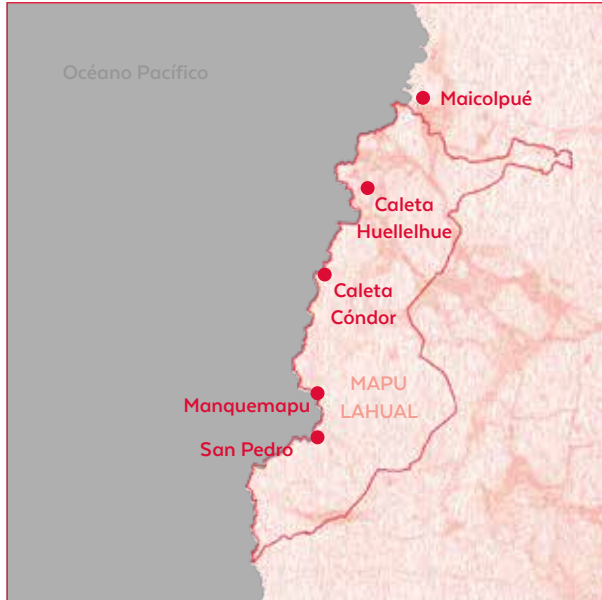 Océano Pacífico
Maicolpué
Caleta
Huellelhue
Caleta
Cóndor
MAPU
LAHUAL
Manquemapu
San Pedro